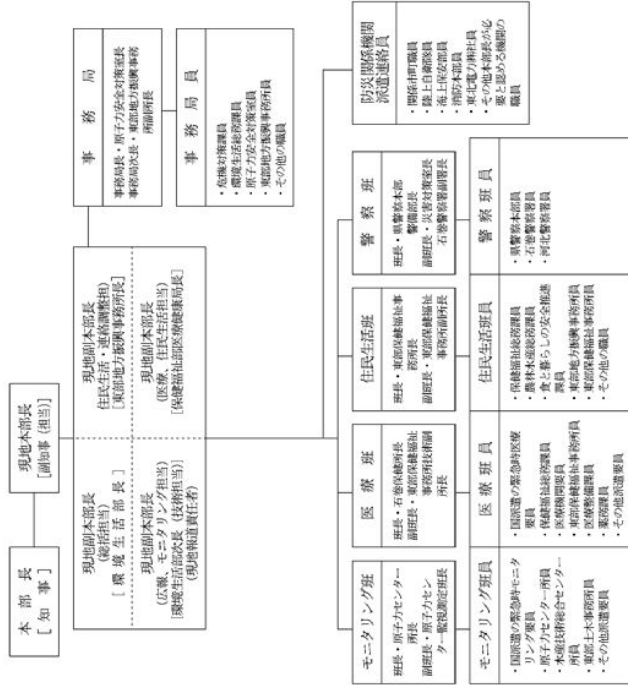 本部長
[知事]
現地本部長
[副知事(担当)]
現地副本部長
(総括担当)
[環境生活部長]
現地副本部長
住民生活・連絡調整担
[東部地方振興事務所長]
現地副本部長
(広報、モニタリング担当)
[環境生活部次長(技術担当)]
(現地報道責任者)
現地副本部長
(医療、住民生活担当)
[保健福祉部医療健康局長]
事務局
事務局長・原子力安全対策室長
事務局次長・東部地方振興事務
所副所長
事務局員
・危機対策課員
・環境生活総務課員
・原子力安全対策室員
・東部地方振興事務所員
・その他の職員
モニタリング班
班長・原子力センター
所長
副班長・原子力セン
ター監視測定班長
モニタリング班員
・国派遣の緊急時モニタ
リング要員
・原子力センター所員
・水産技術総合センター
所員
・東部土木事務所員
・その他派遣要員
医療班
班長・石巻保健所長
副班長・東部保健福祉
事務所技術副
所長
医療班員
・国派遣の緊急時医療
要員
・保健福祉総務課員
・医療機関要員
・東部保健福祉事務所員
・医療整備課員
・薬務課員
・その他派遣要員
住民生活班
班長・東部保健福祉事
務所長
副班長・東部保健福祉
事務所副所長
住民生活班員
・保健福祉総務課員
・農林水産総務課員
・食と暮らしの安全推進
課員
・東部地方振興事務所員
・東部保健福祉事務所員
・その他の職員
警察班
班長・県警察本部
警備部長
副班長・災害対策室長
石巻警察署副署長
警察班員
・県警察本部員
・石巻警察署員
・河北警察署員
防災関係機関
派遣連絡員
・関係市町職員
・陸上自衛隊員
・海上保安部員
・消防本部員
・東北電力㈱社員
・その他本部長が必
要と認める機関の
職員